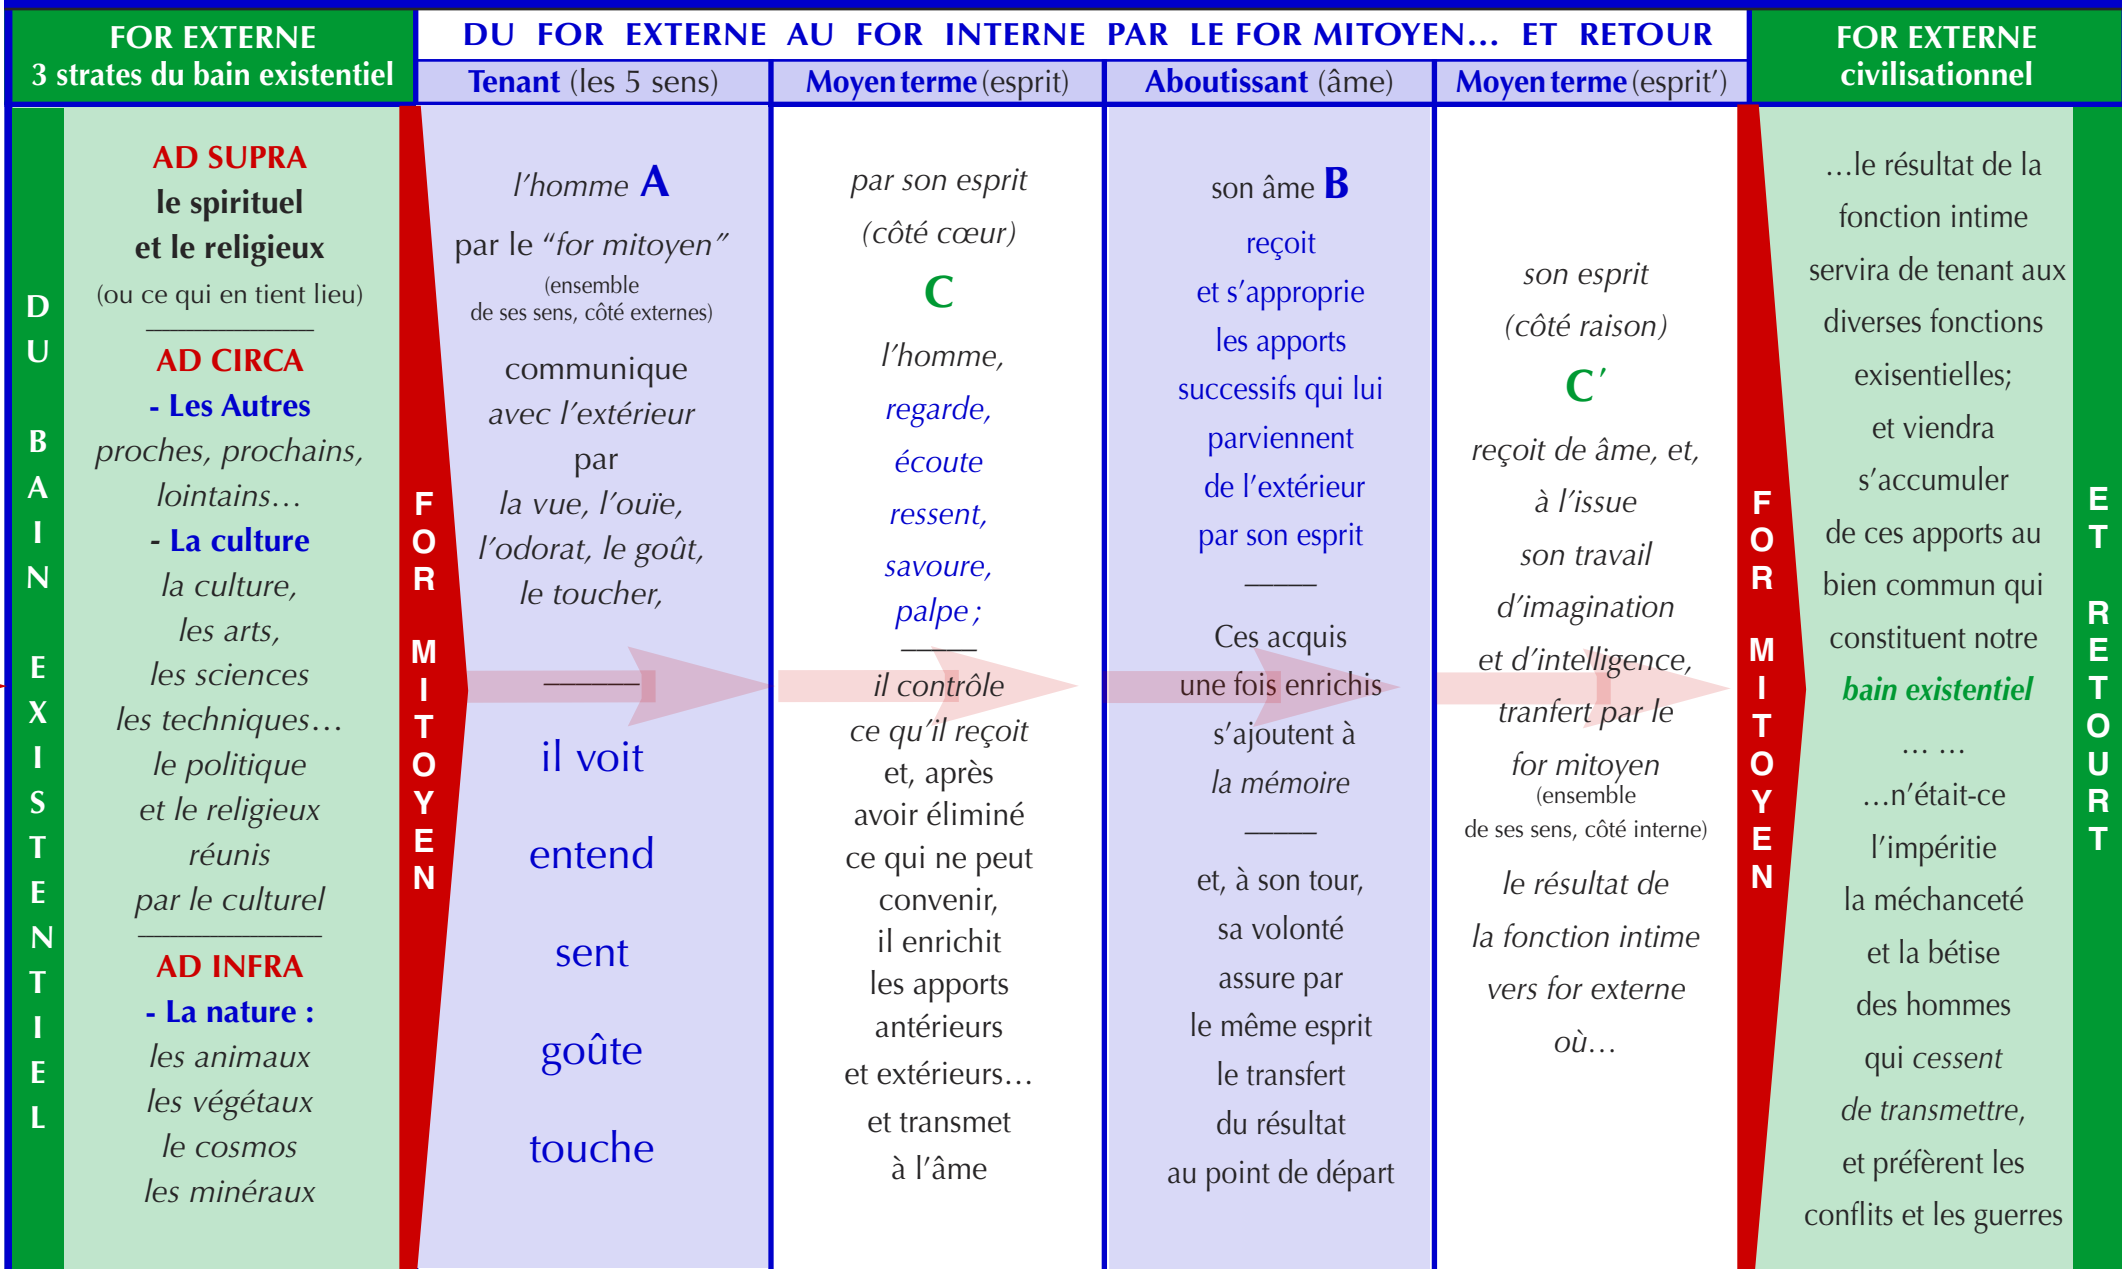 FOR EXTERNE
3 strates du bain existentiel
DU FOR EXTERNE AU FOR INTERNE PAR LE FOR MITOYEN… ET RETOUR
Tenant (les 5 sens)
Moyen terme (esprit)
Aboutissant (âme)
Moyen terme (esprit')
FOR EXTERNE
civilisationnel
DU BAIN EXISTENTIEL
AD SUPRA
le spirituel
et le religieux
(ou ce qui en tient lieu)
AD CIRCA
- Les Autres
proches, prochains,
lointains…
- La culture
la culture,
les arts,
les sciences
les techniques…
le politique
et le religieux
réunis
par le culturel
AD INFRA
- La nature :
les animaux
les végétaux
le cosmos
les minéraux
FOR MITOYEN
l'homme A
par le “for mitoyen”
(ensemble
de ses sens, côté externes)
communique
avec l'extérieur
par
la vue, l'ouïe,
l'odorat, le goût,
le toucher,
il voit
entend
sent
goûte
touche
par son esprit
(côté cœur)
C
l'homme,
regarde,
écoute
ressent,
savoure,
palpe ;
il contrôle
ce qu'il reçoit
et, après
avoir éliminé
ce qui ne peut
convenir,
il enrichit
les apports
antérieurs
et extérieurs…
et transmet
à l'âme
son âme B
reçoit
et s'approprie
les apports
successifs qui lui
parviennent
de l'extérieur
par son esprit
Ces acquis
une fois enrichis
s'ajoutent à
la mémoire
et, à son tour,
sa volonté
assure par
le même esprit
le transfert
du résultat
au point de départ
son esprit
(côté raison)
C'
reçoit de âme, et,
à l'issue
son travail
d'imagination
et d'intelligence,
tranfert par le
for mitoyen
(ensemble
de ses sens, côté interne)
le résultat de
la fonction intime
vers for externe
où…
FOR MITOYEN
…le résultat de la
fonction intime
servira de tenant aux
diverses fonctions
exisentielles;
et viendra
s'accumuler
de ces apports au
bien commun qui
constituent notre
bain existentiel
… …
…n'était-ce
l'impéritie
la méchanceté
et la bétise
des hommes
qui cessent
de transmettre,
et préfèrent les
conflits et les guerres
ET RETOURT